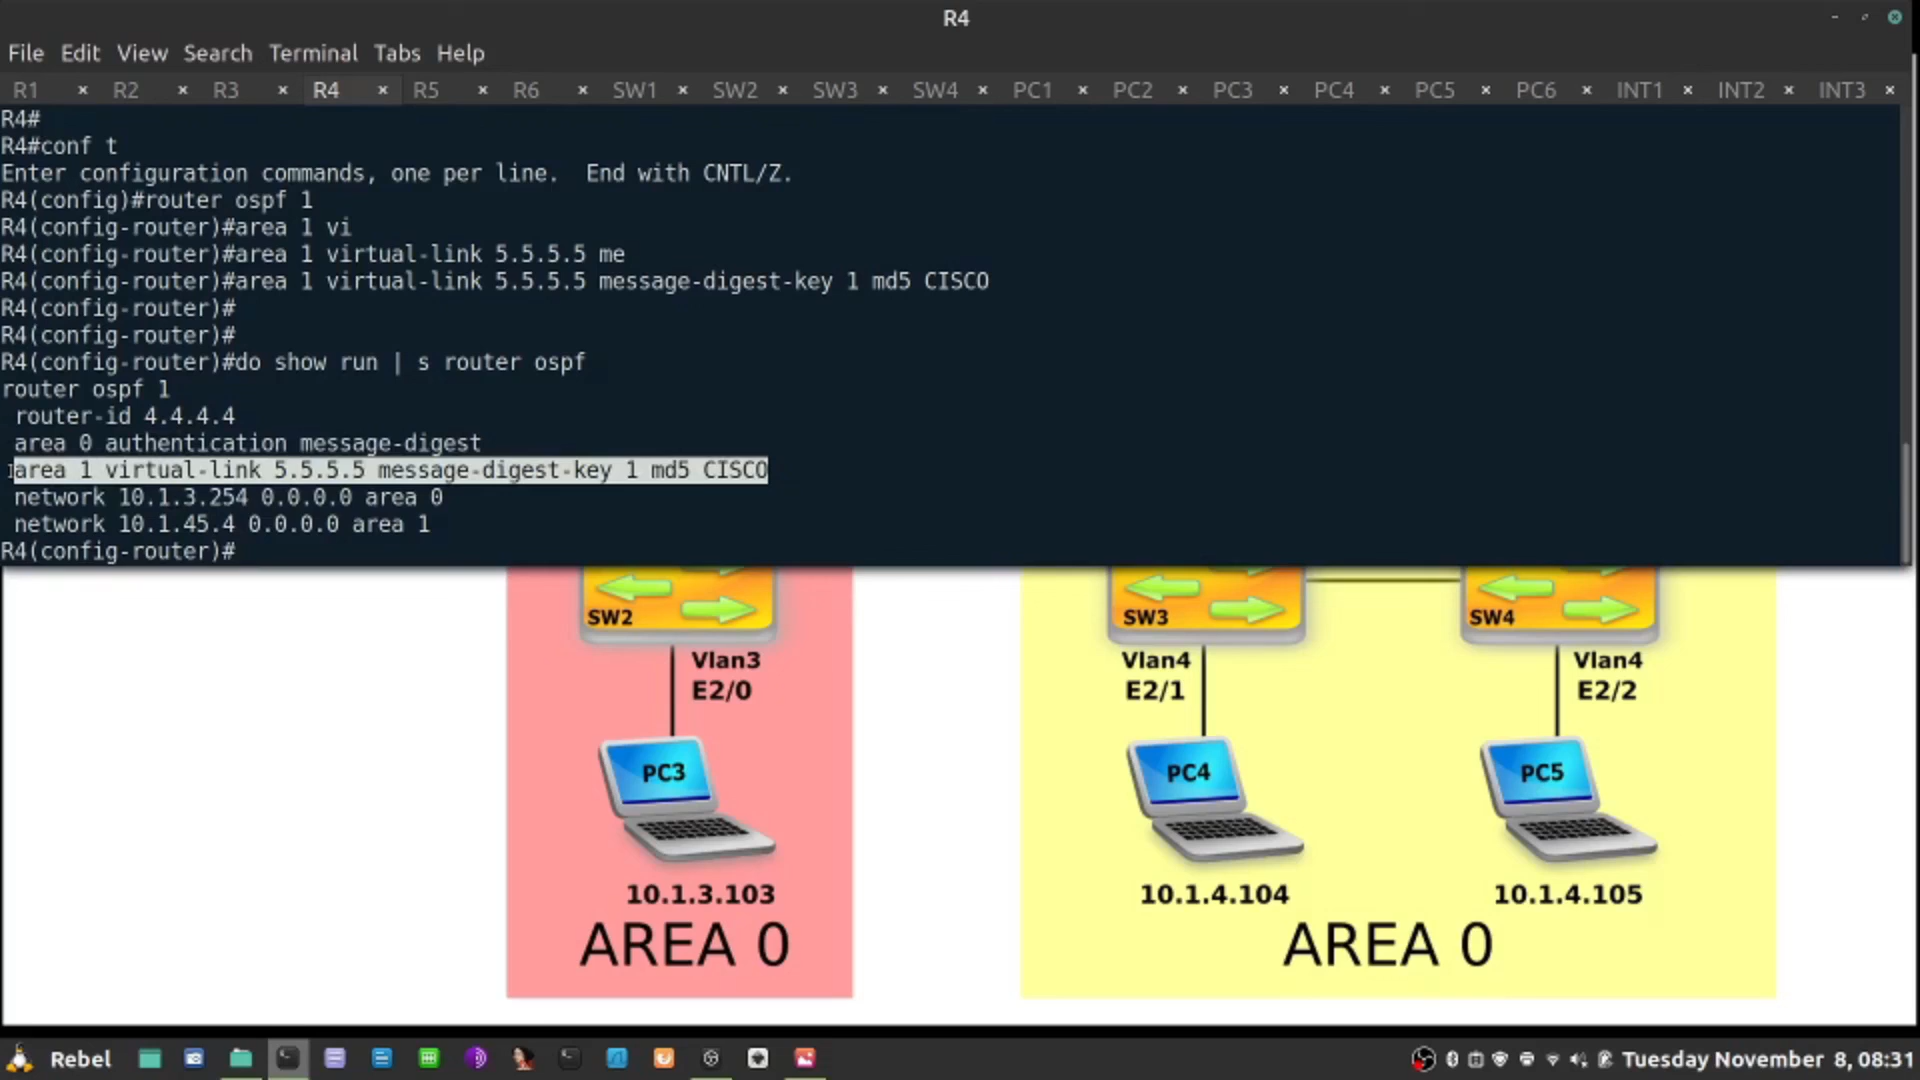 R4
File Edit View Search Terminal Tabs Help
R1 × R2 × R3 × R4 × R5 × R6 × SW1 × SW2 × SW3 × SW4 × PC1 × PC2 × PC3 × PC4 × PC5 × PC6 × INT1 × INT2 × INT3 ×
R4#
R4#conf t
Enter configuration commands, one per line.  End with CNTL/Z.
R4(config)#router ospf 1
R4(config-router)#area 1 vi
R4(config-router)#area 1 virtual-link 5.5.5.5 me
R4(config-router)#area 1 virtual-link 5.5.5.5 message-digest-key 1 md5 CISCO
R4(config-router)#
R4(config-router)#
R4(config-router)#do show run | s router ospf
router ospf 1
router-id 4.4.4.4
area 0 authentication message-digest
area 1 virtual-link 5.5.5.5 message-digest-key 1 md5 CISCO
network 10.1.3.254 0.0.0.0 area 0
network 10.1.45.4 0.0.0.0 area 1
R4(config-router)#
SW2
SW3
SW4
Vlan3
E2/0
Vlan4
E2/1
Vlan4
E2/2
PC3
PC4
PC5
10.1.3.103
10.1.4.104
10.1.4.105
AREA 0
AREA 0
Rebel
Tuesday November 8, 08:31